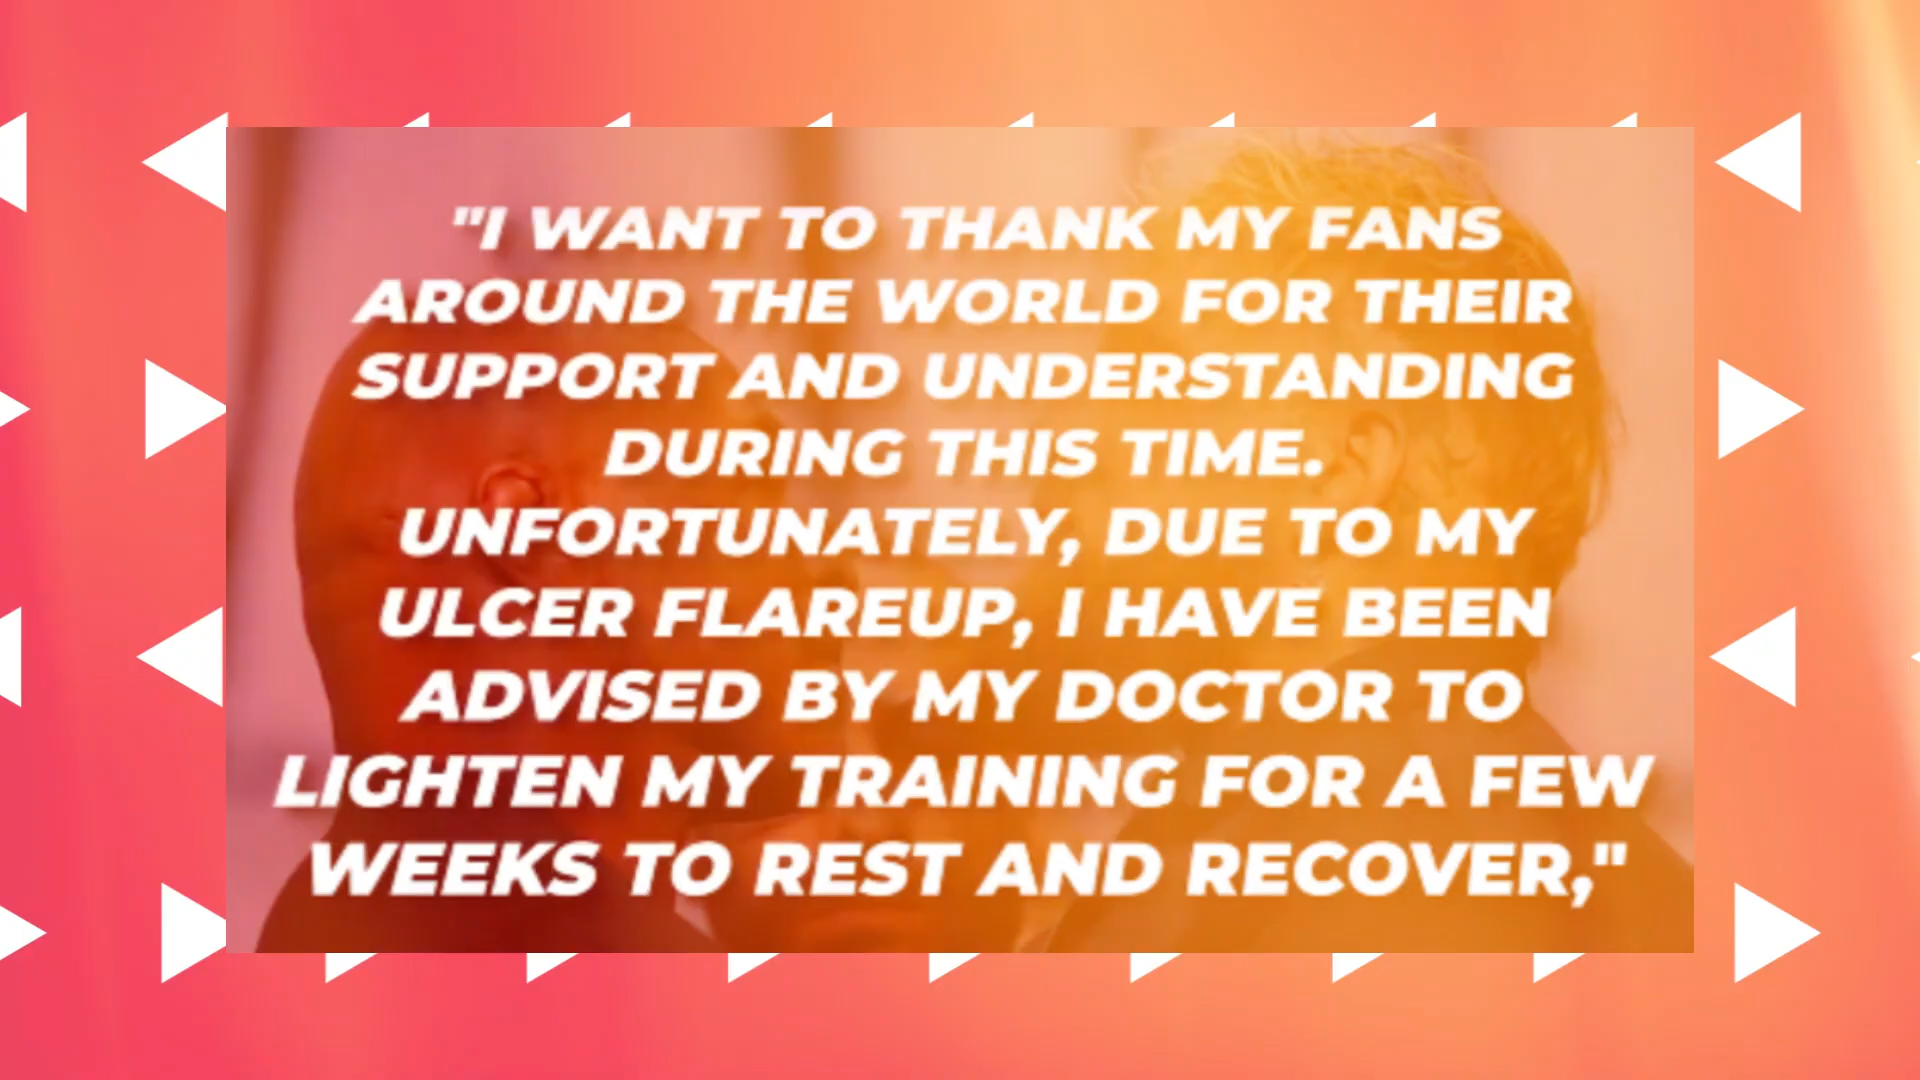 "I WANT TO THANK MY FANS
AROUND THE WORLD FOR THEIR
SUPPORT AND UNDERSTANDING
DURING THIS TIME.
UNFORTUNATELY, DUE TO MY
ULCER FLAREUP, I HAVE BEEN
ADVISED BY MY DOCTOR TO
LIGHTEN MY TRAINING FOR A FEW
WEEKS TO REST AND RECOVER,"